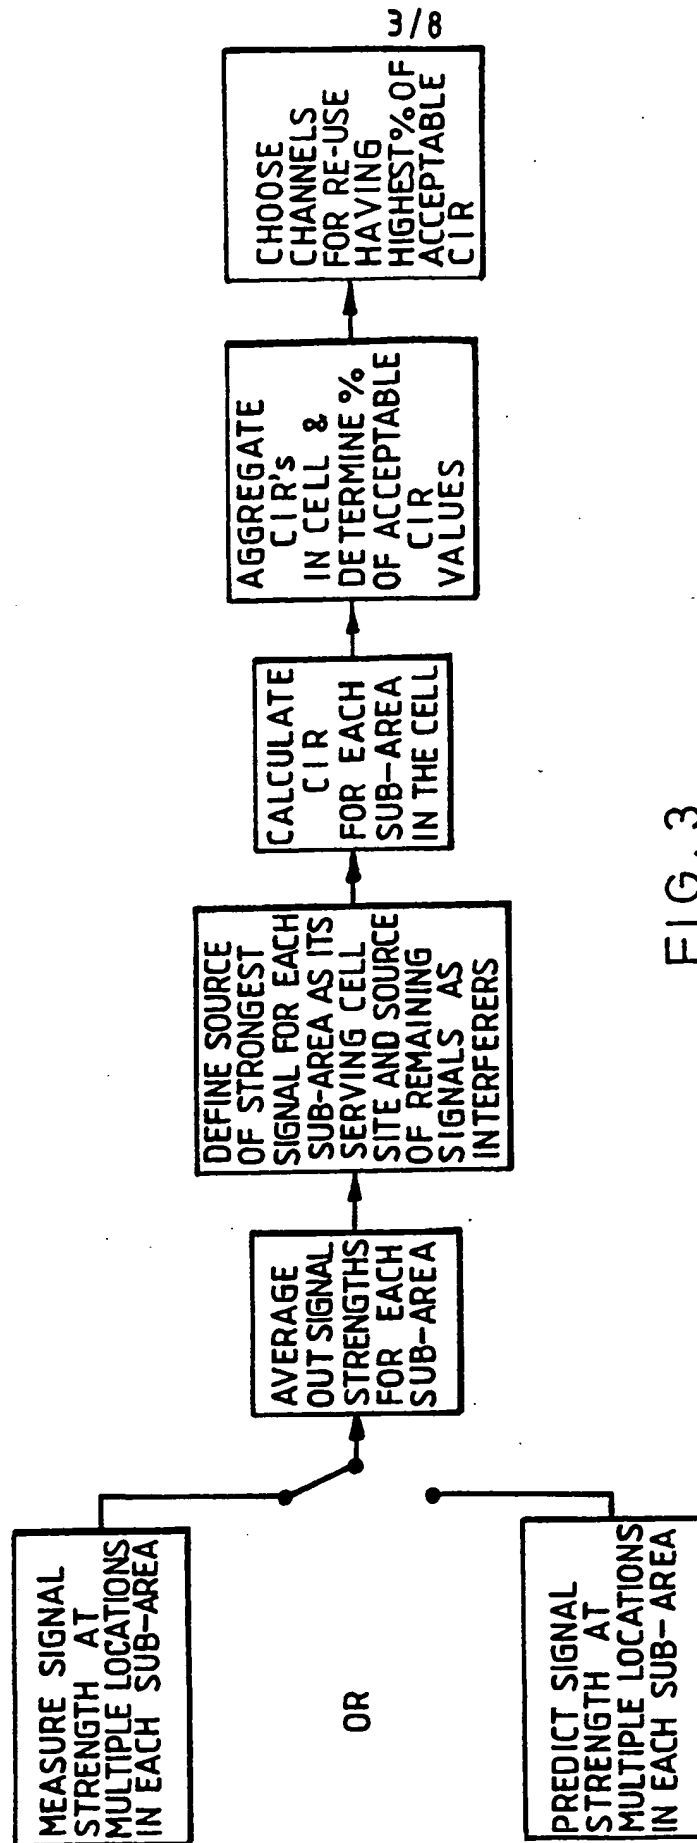 3/8
MEASURE SIGNAL
STRENGTH AT
MULTIPLE LOCATIONS
IN EACH SUB-AREA
OR
PREDICT SIGNAL
STRENGTH AT
MULTIPLE LOCATIONS
IN EACH SUB-AREA
AVERAGE
OUT SIGNAL
STRENGTHS
FOR EACH
SUB-AREA
DEFINE SOURCE
OF STRONGEST
SIGNAL FOR EACH
SUB-AREA AS ITS
SERVING CELL
SITE AND SOURCE
OF REMAINING
SIGNALS AS
INTERFERERS
CALCULATE
CIR
FOR EACH
SUB-AREA
IN THE CELL
AGGREGATE
CIR's
IN CELL &
DETERMINE %
OF ACCEPTABLE
CIR
VALUES
CHOOSE
CHANNELS
FOR RE-USE
HAVING
HIGHEST % OF
ACCEPTABLE
CIR
FIG. 3